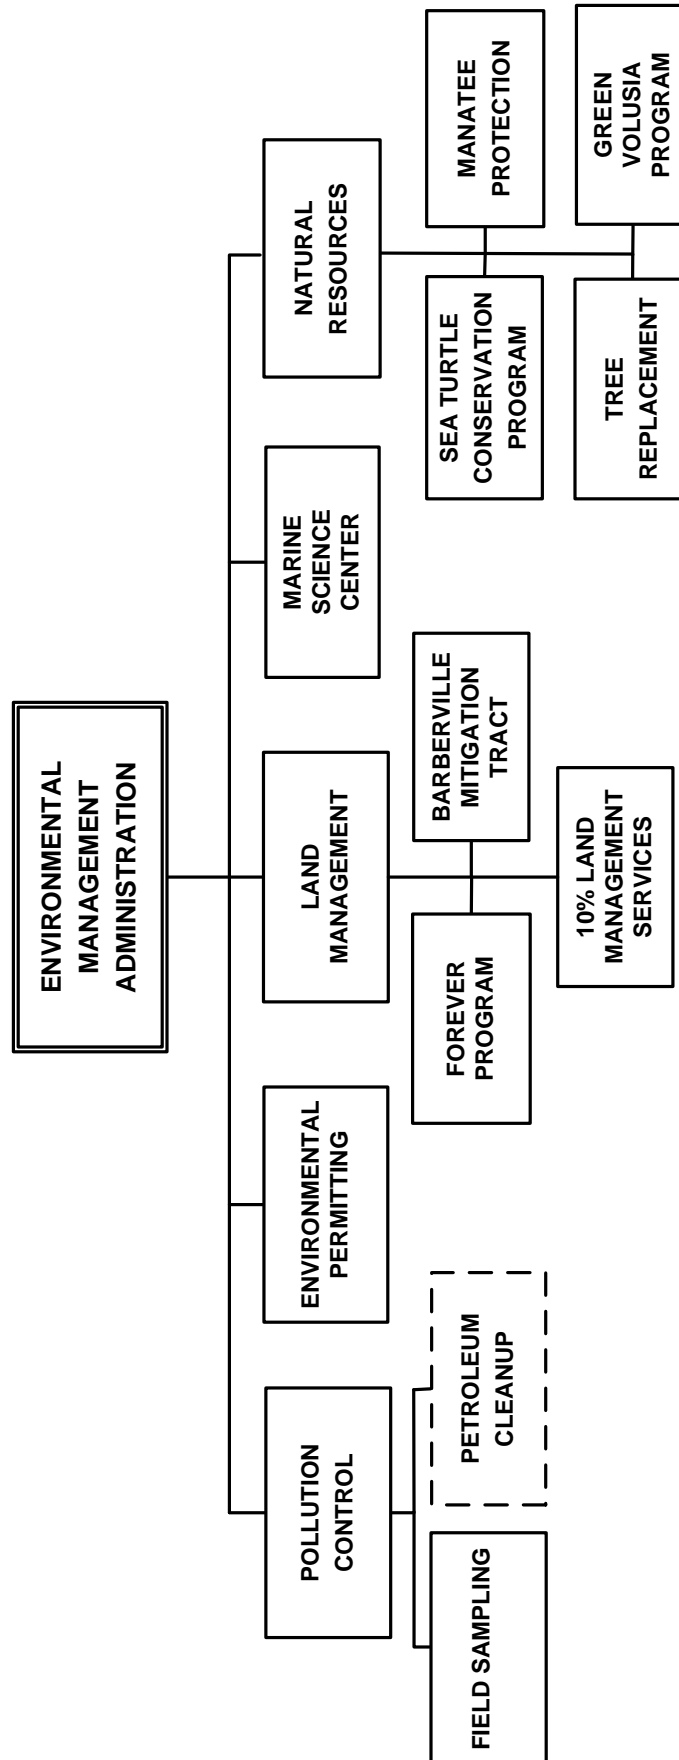 ENVIRONMENTAL
MANAGEMENT
ADMINISTRATION
POLLUTION
CONTROL
ENVIRONMENTAL
PERMITTING
LAND
MANAGEMENT
MARINE
SCIENCE
CENTER
NATURAL
RESOURCES
FIELD SAMPLING
PETROLEUM
CLEANUP
FOREVER
PROGRAM
BARBERVILLE
MITIGATION
TRACT
10% LAND
MANAGEMENT
SERVICES
SEA TURTLE
CONSERVATION
PROGRAM
MANATEE
PROTECTION
TREE
REPLACEMENT
GREEN
VOLUSIA
PROGRAM